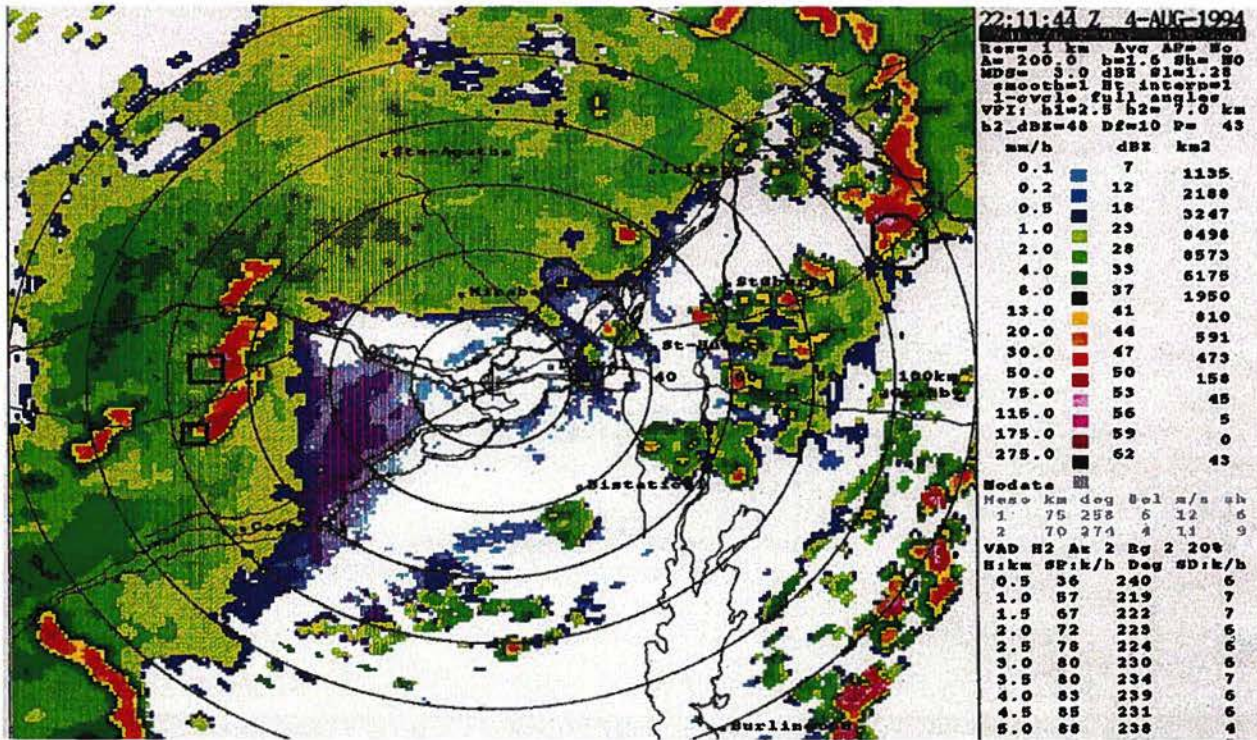 22:11:44 Z 4-AUG-1994
Res= 1 km Avg AP= No
A= 200.0 b=1.6 Sh= NO
MDS= 3.0 dBZ Sl=1.28
smooth=1 Ht interp=1
1-cycle full angles
VPI: h1=2.5 h2= 7.0 km
h2_dBZ=48 Df=10 P= 43
mm/h dBZ km2
0.1 7 1135
0.2 12 2188
0.5 18 3247
1.0 23 8498
2.0 28 8573
4.0 33 6175
8.0 37 1950
13.0 41 810
20.0 44 591
30.0 47 473
50.0 50 158
75.0 53 45
115.0 56 5
175.0 59 0
275.0 62 43
Nodata
Meso km deg Bol m/s sh
1 75 258 6 12 6
2 70 274 4 11 9
VAD H2 Az 2 Rg 2 20%
H:km SP:k/h Deg SD:k/h
0.5 36 240 6
1.0 57 219 7
1.5 67 222 7
2.0 72 223 6
2.5 78 224 5
3.0 80 230 6
3.5 80 234 7
4.0 83 239 6
4.5 85 231 6
5.0 88 238 4
.Ste-Agathe
.Mirabel
.St-Hu
40
100km
Granby
.Burlington